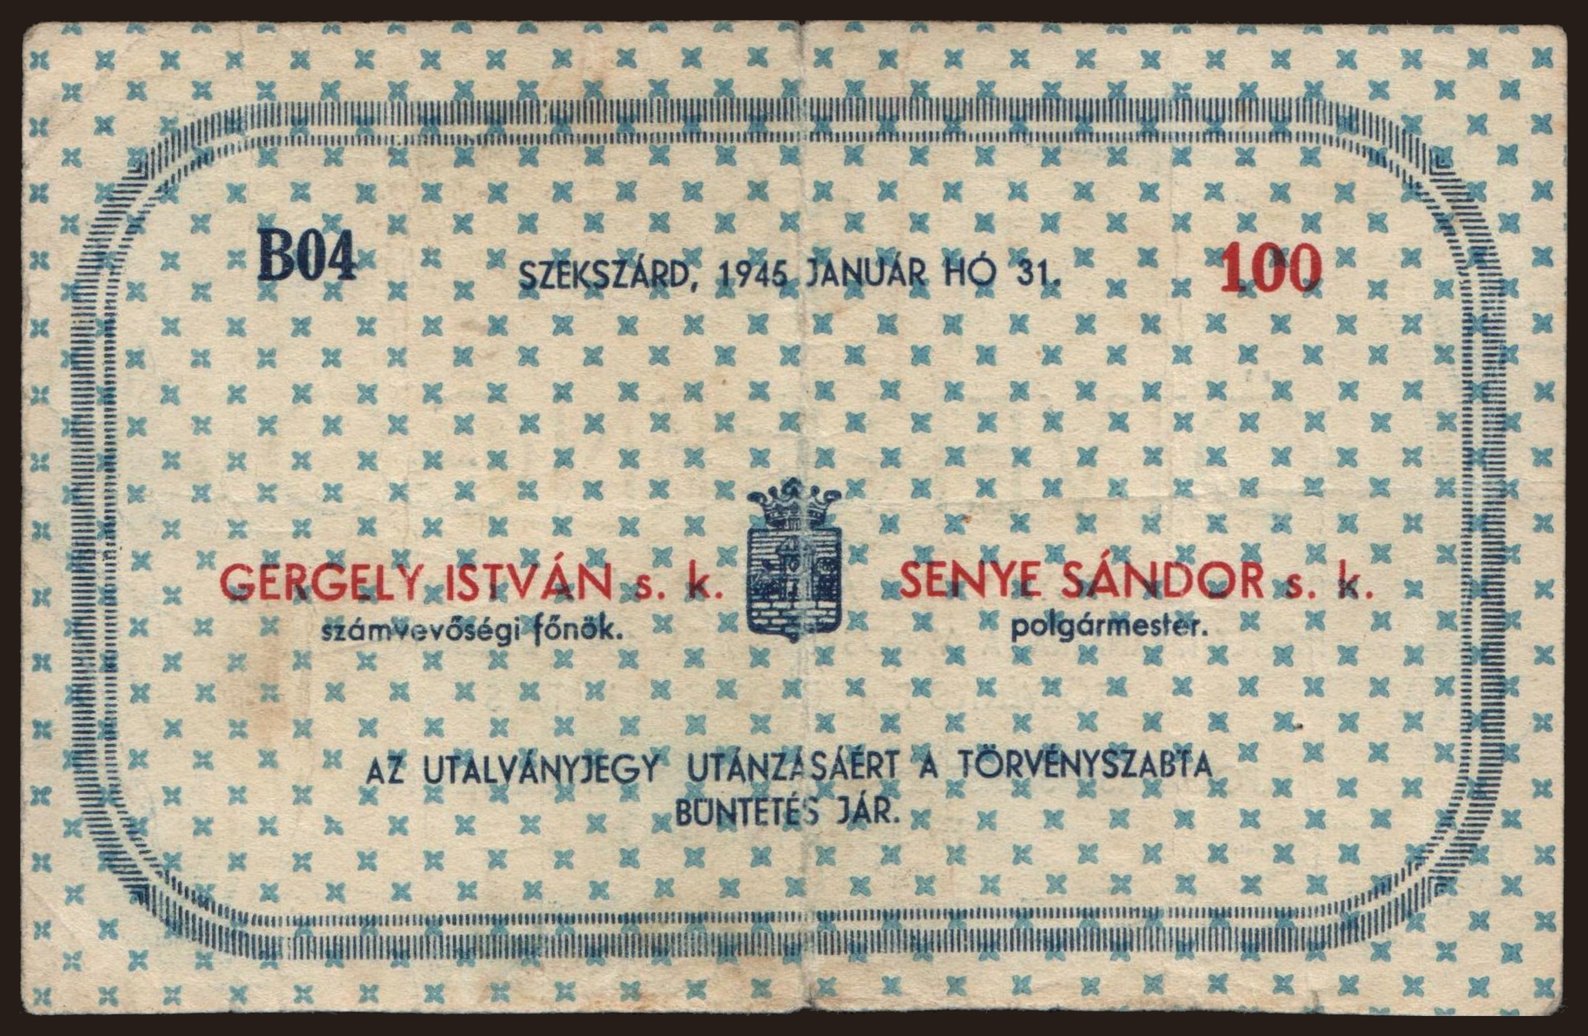 B04
SZEKSZÁRD, 1945 JANUÁR HÓ 31.
100
GERGELY ISTVÁN s. k.
számvevőségi főnök.
SENYE SÁNDOR s. k.
polgármester.
AZ UTALVÁNYJEGY UTÁNZÁSÁÉRT A TÖRVÉNYSZABTA
BÜNTETÉS JÁR.